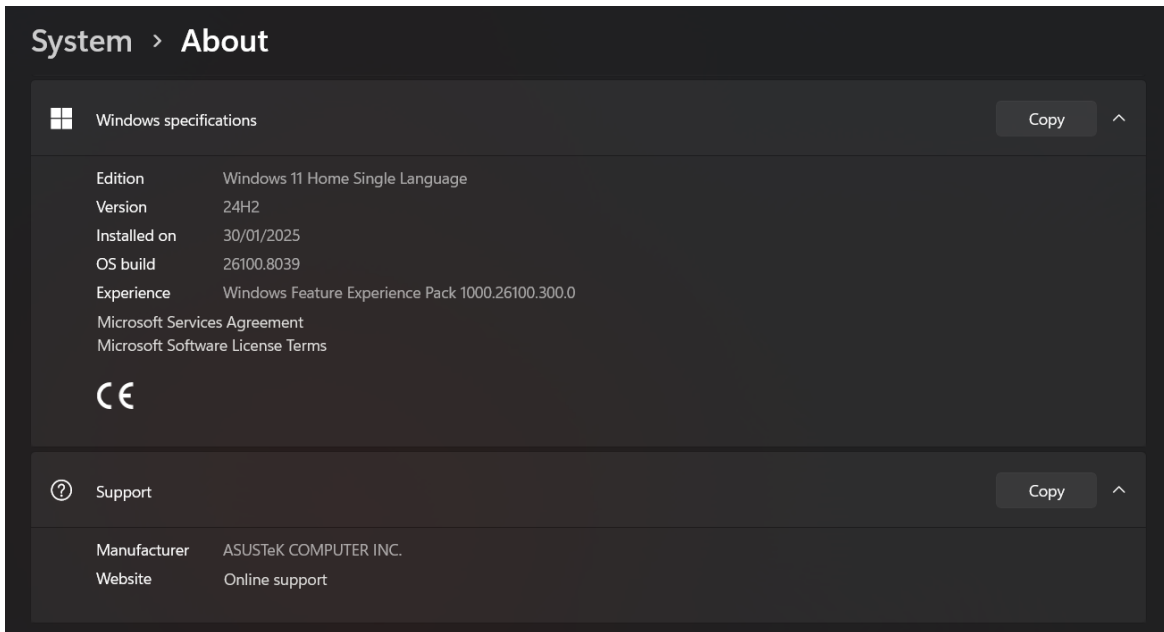 System > About
Windows specifications
Copy
Edition Windows 11 Home Single Language
Version 24H2
Installed on 30/01/2025
OS build 26100.8039
Experience Windows Feature Experience Pack 1000.26100.300.0
Microsoft Services Agreement
Microsoft Software License Terms
CE
Support
Copy
Manufacturer ASUSTeK COMPUTER INC.
Website Online support